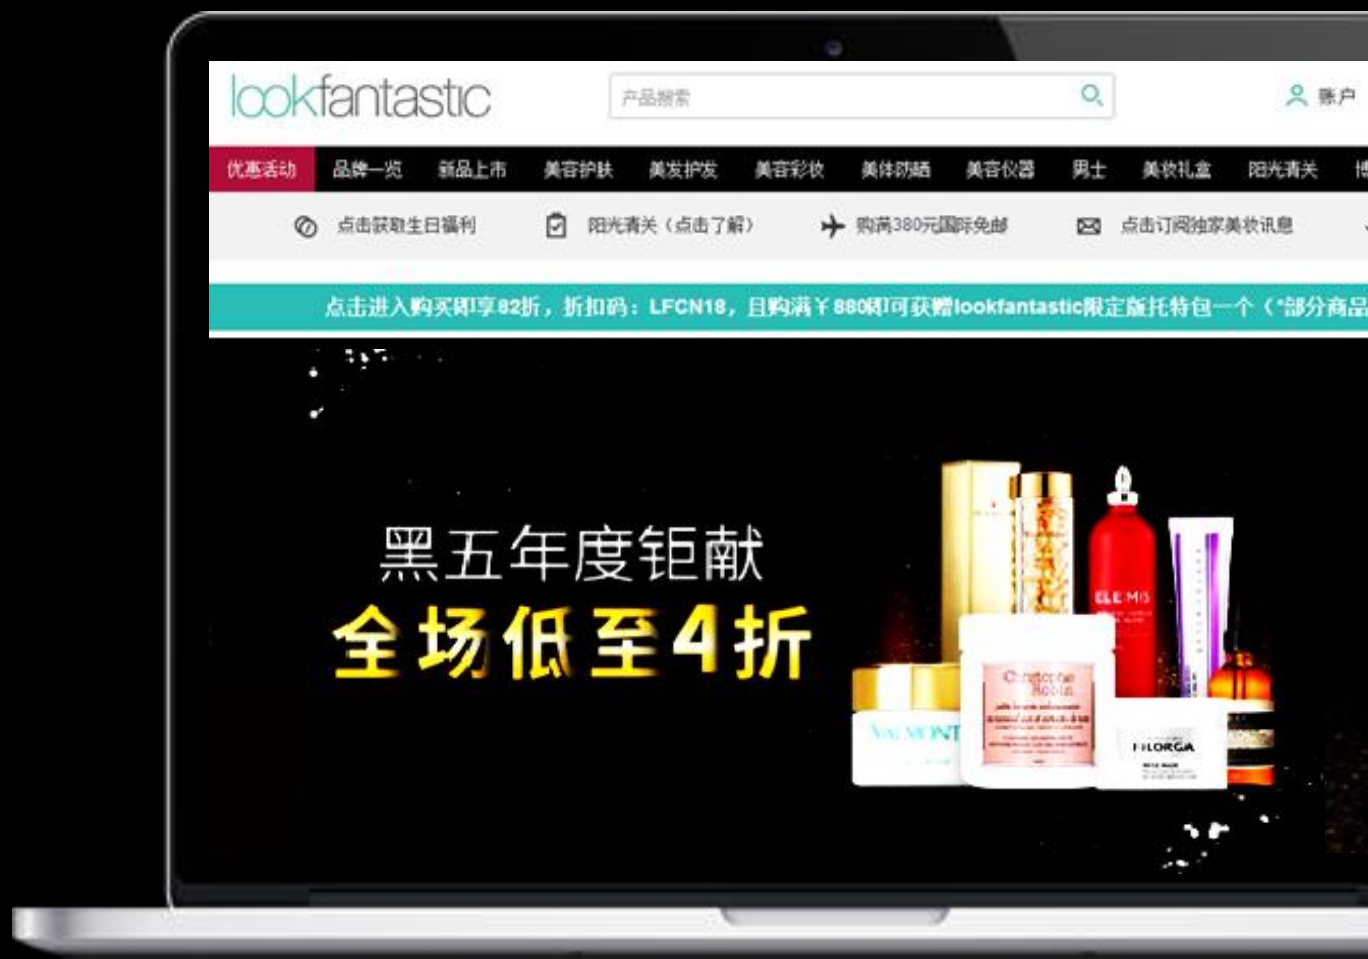 lookfantastic
产品搜索
账户
优惠活动 品牌一览 新品上市 美容护肤 美发护发 美容彩妆 美体防晒 美容仪器 男士 美妆礼盒 阳光清关 博
点击获取生日福利 阳光清关（点击了解） 购满380元国际免邮 点击订阅独家美妆讯息
点击进入购买即享82折，折扣码：LFCN18，且购满￥880即可获赠lookfantastic限定版托特包一个（*部分商品
黑五年度钜献
全场低至4折
ELEMIS
Christophe
Robin
VALMONT
FILORGA